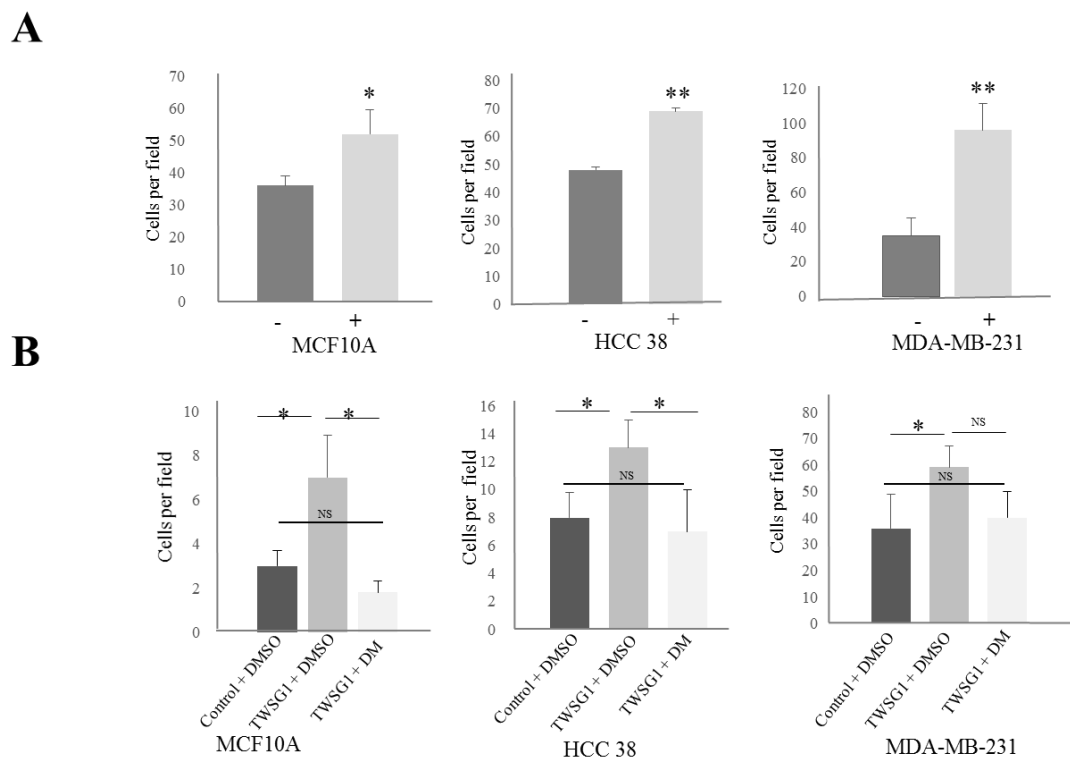 A
Cells per field
70
60
50
40
30
20
10
0
*
- +
MCF10A
Cells per field
80
70
60
50
40
30
20
10
0
**
- +
HCC 38
Cells per field
120
100
80
60
40
20
0
**
- +
MDA-MB-231
B
Cells per field
10
8
6
4
2
0
* *
NS
Control + DMSO
TWSG1 + DMSO
TWSG1 + DM
MCF10A
Cells per field
16
14
12
10
8
6
4
2
0
* *
NS
Control + DMSO
TWSG1 + DMSO
TWSG1 + DM
HCC 38
Cells per field
80
70
60
50
40
30
20
10
0
* NS
NS
Control + DMSO
TWSG1 + DMSO
TWSG1 + DM
MDA-MB-231